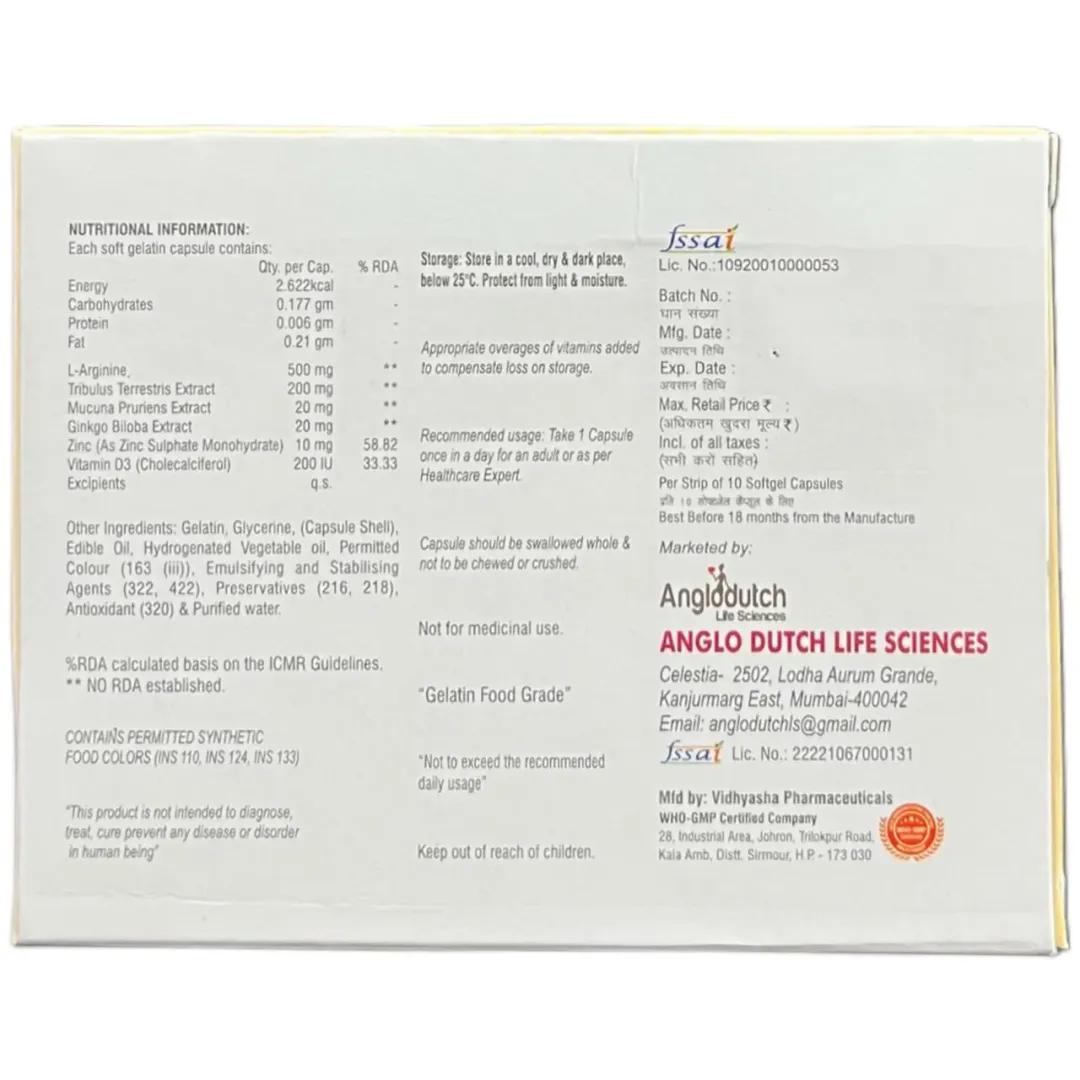 NUTRITIONAL INFORMATION:
Each soft gelatin capsule contains:
Qty. per Cap. % RDA
Energy 2.622kcal -
Carbohydrates 0.177 gm -
Protein 0.006 gm -
Fat 0.21 gm -
L-Arginine, 500 mg **
Tribulus Terrestris Extract 200 mg **
Mucuna Pruriens Extract 20 mg **
Ginkgo Biloba Extract 20 mg **
Zinc (As Zinc Sulphate Monohydrate) 10 mg 58.82
Vitamin D3 (Cholecalciferol) 200 IU 33.33
Excipients q.s.
Other Ingredients: Gelatin, Glycerine, (Capsule Shell),
Edible Oil, Hydrogenated Vegetable oil, Permitted
Colour (163 (iii)), Emulsifying and Stabilising
Agents (322, 422), Preservatives (216, 218),
Antioxidant (320) & Purified water.
%RDA calculated basis on the ICMR Guidelines.
** NO RDA established.
CONTAINS PERMITTED SYNTHETIC
FOOD COLORS (INS 110, INS 124, INS 133)
"This product is not intended to diagnose,
treat, cure prevent any disease or disorder
in human being"
Storage: Store in a cool, dry & dark place,
below 25°C. Protect from light & moisture.
Appropriate overages of vitamins added
to compensate loss on storage.
Recommended usage: Take 1 Capsule
once in a day for an adult or as per
Healthcare Expert.
Capsule should be swallowed whole &
not to be chewed or crushed.
Not for medicinal use.
"Gelatin Food Grade"
"Not to exceed the recommended
daily usage"
Keep out of reach of children.
fssai
Lic. No.:10920010000053
Batch No. :
घान संख्या
Mfg. Date :
उत्पादन तिथि
Exp. Date :
अवसान तिथि
Max. Retail Price ₹ :
(अधिकतम खुदरा मूल्य ₹)
Incl. of all taxes :
(सभी करों सहित)
Per Strip of 10 Softgel Capsules
प्रति 10 सोफ्टजेल कैप्सूल के लिए
Best Before 18 months from the Manufacture
Marketed by:
Anglodutch
Life Sciences
ANGLO DUTCH LIFE SCIENCES
Celestia- 2502, Lodha Aurum Grande,
Kanjurmarg East, Mumbai-400042
Email: anglodutchls@gmail.com
fssai Lic. No.: 22221067000131
Mfd by: Vidhyasha Pharmaceuticals
WHO-GMP Certified Company
28, Industrial Area, Johron, Trilokpur Road,
Kala Amb, Distt. Sirmour, H.P. - 173 030
WHO-GMP